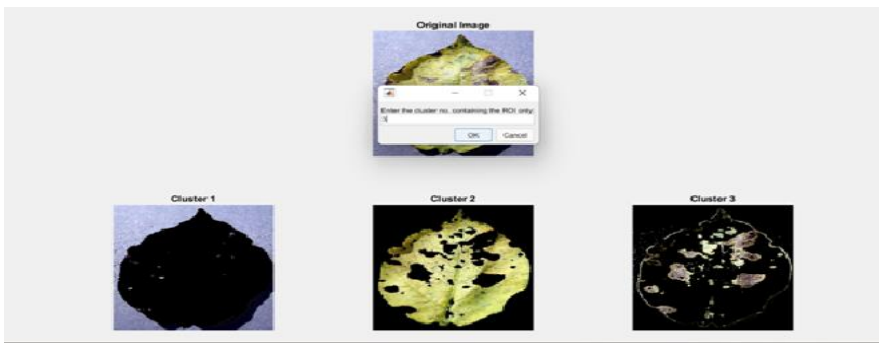 Original Image
Enter the cluster no. containing the ROI only:
3
OK
Cancel
Cluster 1
Cluster 2
Cluster 3